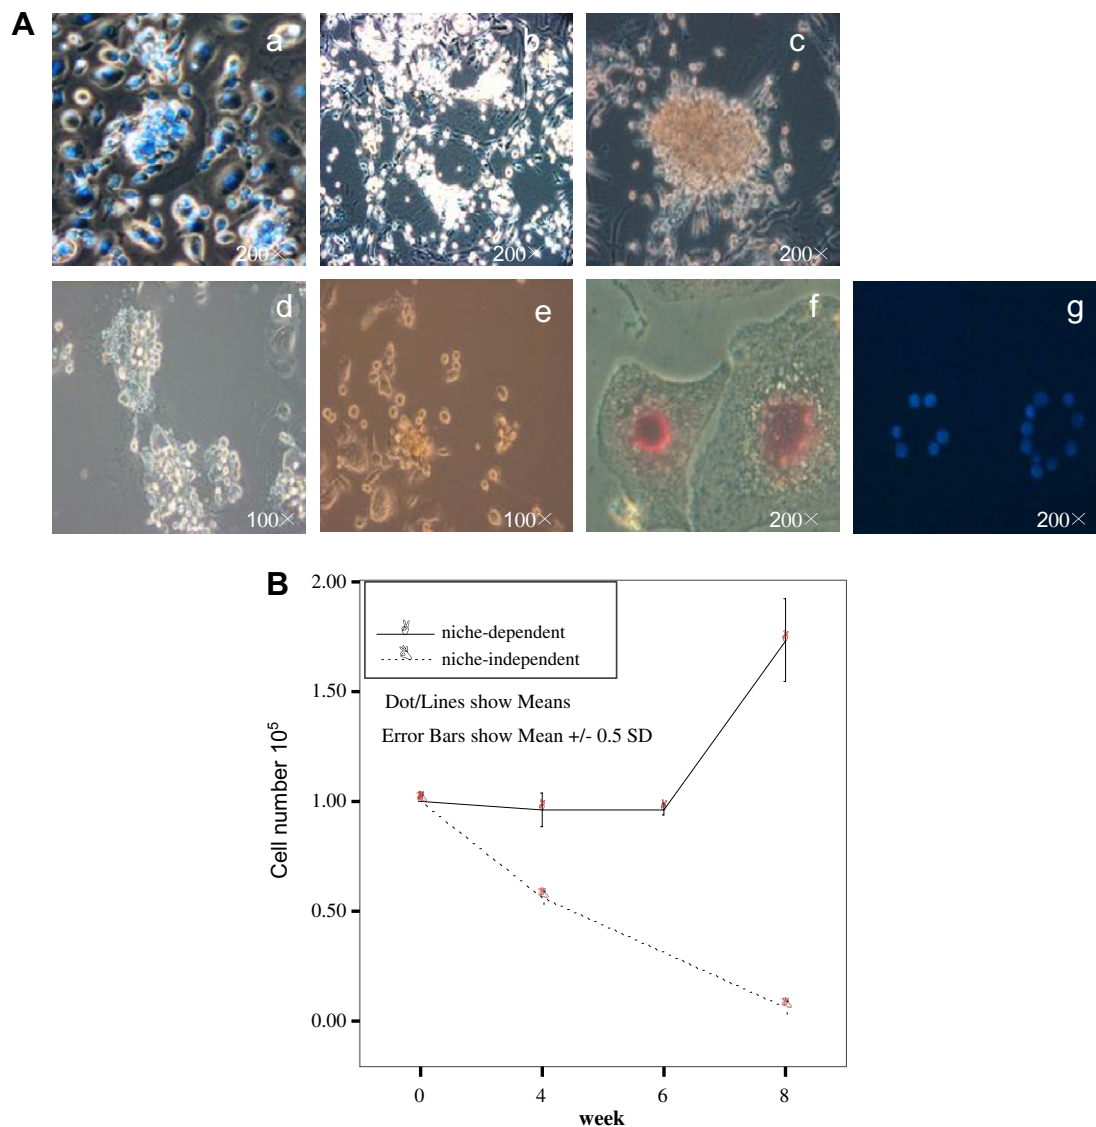 A
a
b
c
200×
200×
200×
d
e
f
g
100×
100×
200×
200×
B
2.00
1.50
1.00
0.50
0.00
Cell number 10⁵
niche-dependent
niche-independent
Dot/Lines show Means
Error Bars show Mean +/- 0.5 SD
0
4
6
8
week